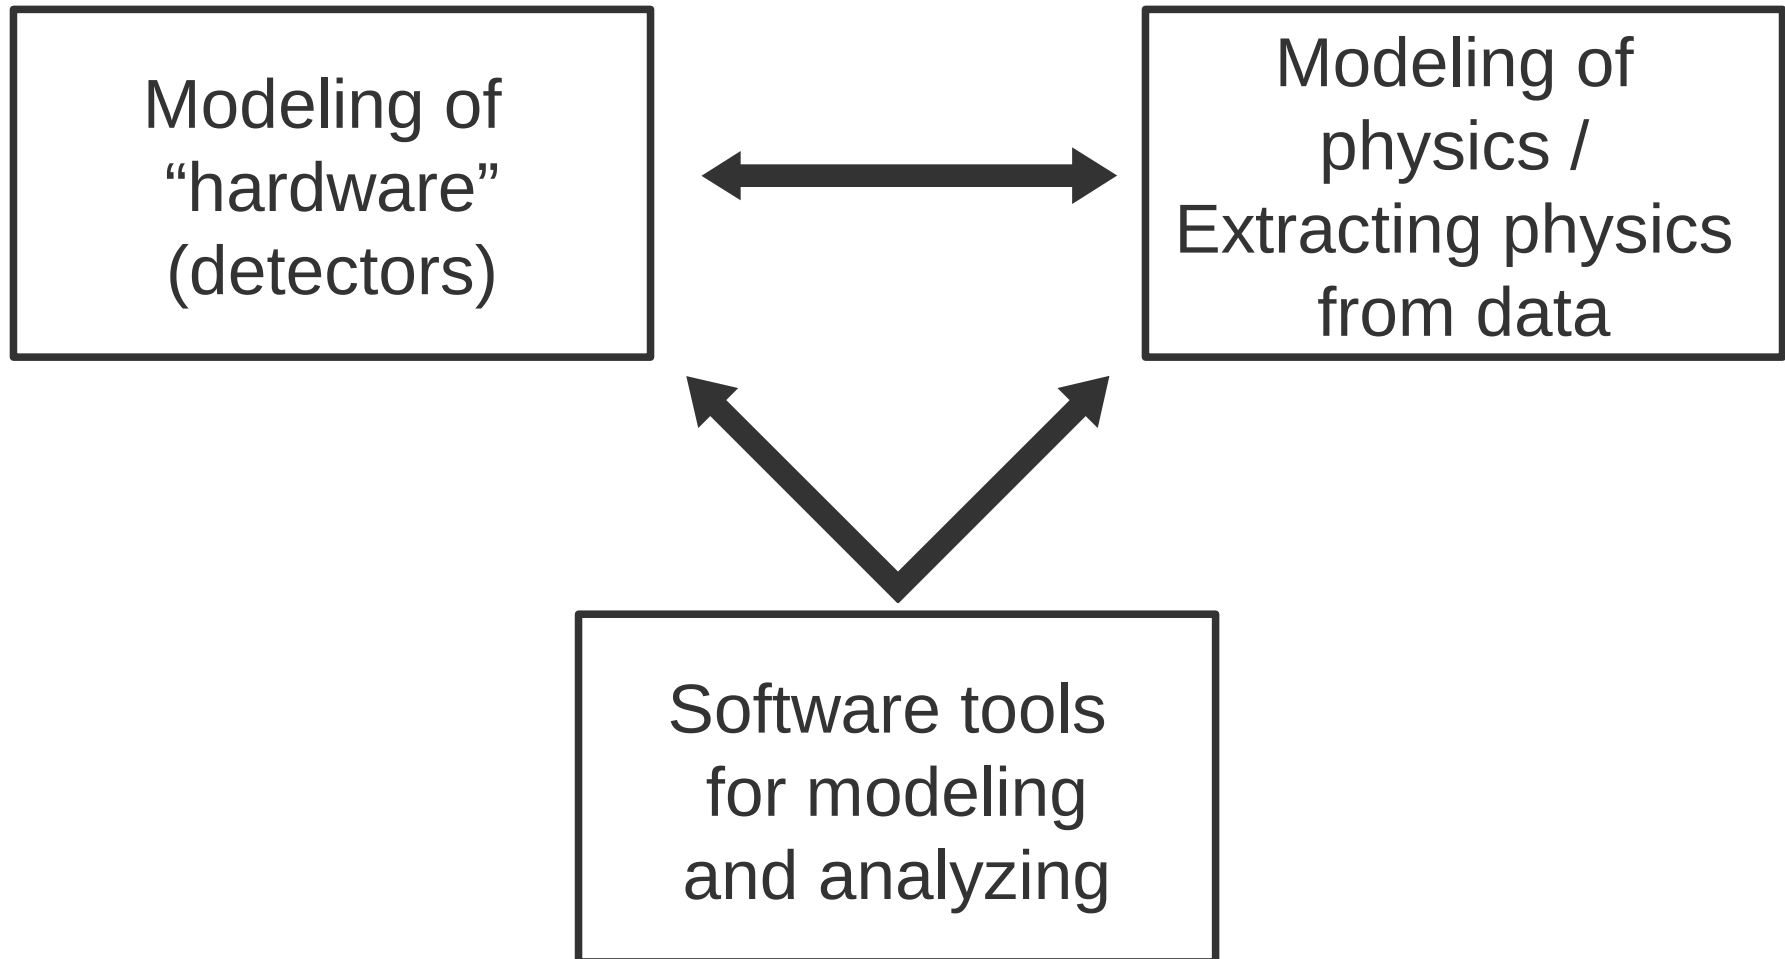 Modeling of
“hardware”
(detectors)
Modeling of
physics /
Extracting physics
from data
Software tools
for modeling
and analyzing